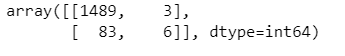 array([[1489,    3],
       [  83,    6]], dtype=int64)